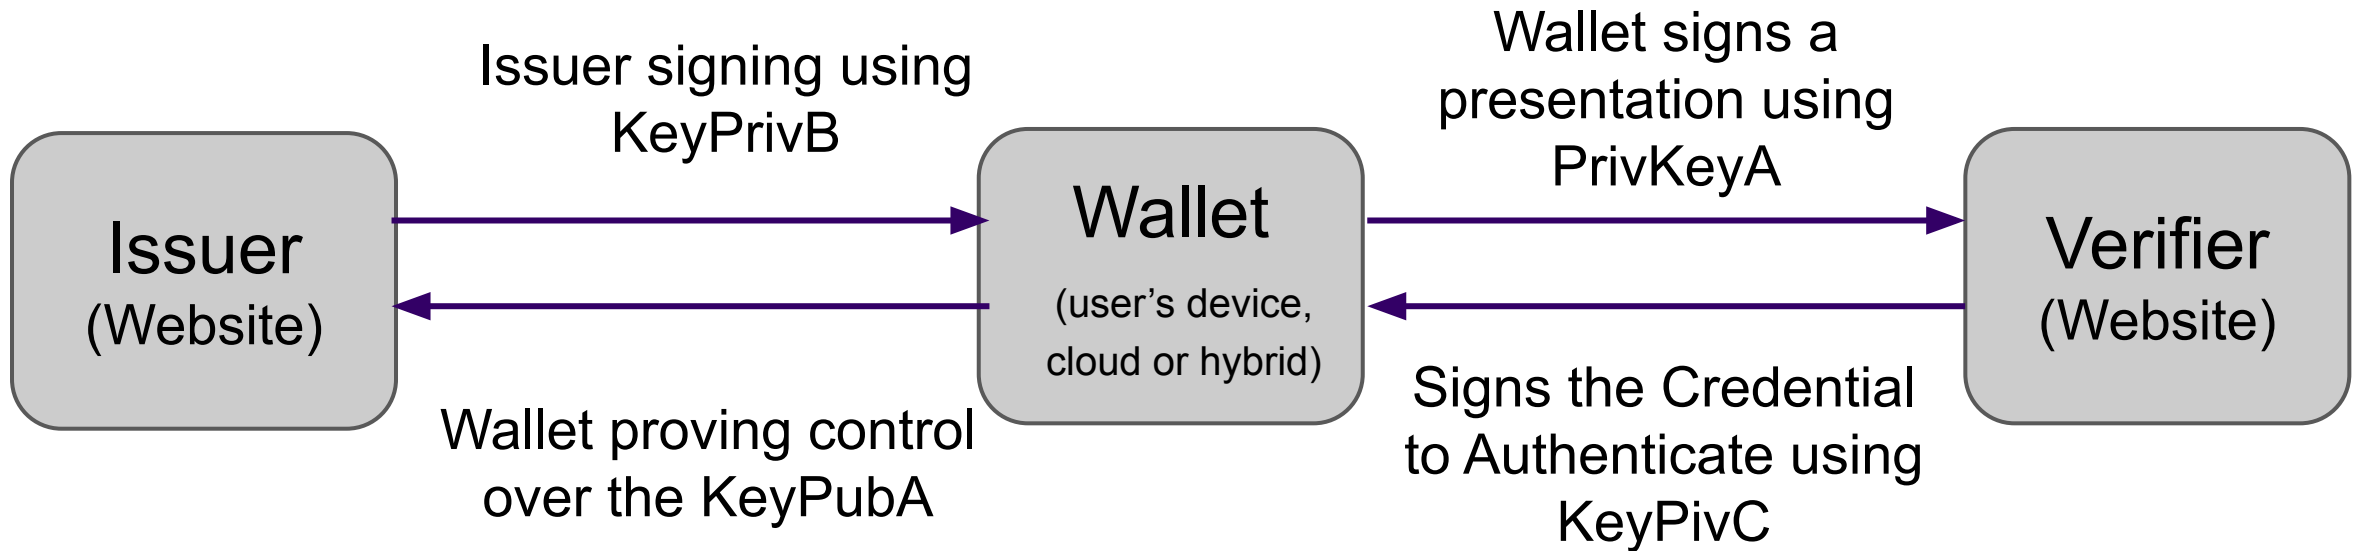 Issuer
(Website)
Issuer signing using
KeyPrivB
Wallet proving control
over the KeyPubA
Wallet
(user’s device,
cloud or hybrid)
Wallet signs a
presentation using
PrivKeyA
Signs the Credential
to Authenticate using
KeyPivC
Verifier
(Website)